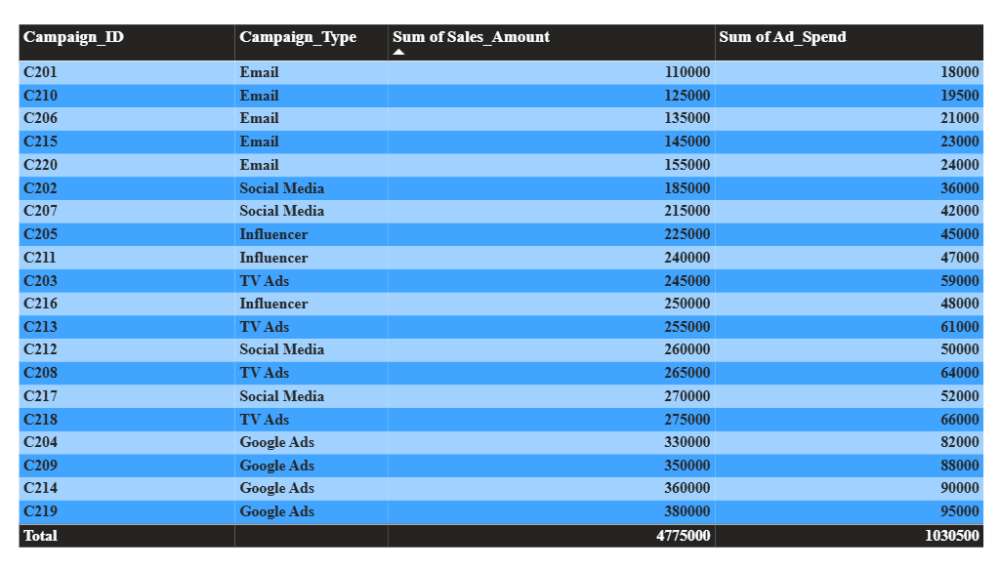 Campaign_ID Campaign_Type Sum of Sales_Amount Sum of Ad_Spend
C201 Email 110000 18000
C210 Email 125000 19500
C206 Email 135000 21000
C215 Email 145000 23000
C220 Email 155000 24000
C202 Social Media 185000 36000
C207 Social Media 215000 42000
C205 Influencer 225000 45000
C211 Influencer 240000 47000
C203 TV Ads 245000 59000
C216 Influencer 250000 48000
C213 TV Ads 255000 61000
C212 Social Media 260000 50000
C208 TV Ads 265000 64000
C217 Social Media 270000 52000
C218 TV Ads 275000 66000
C204 Google Ads 330000 82000
C209 Google Ads 350000 88000
C214 Google Ads 360000 90000
C219 Google Ads 380000 95000
Total 4775000 1030500